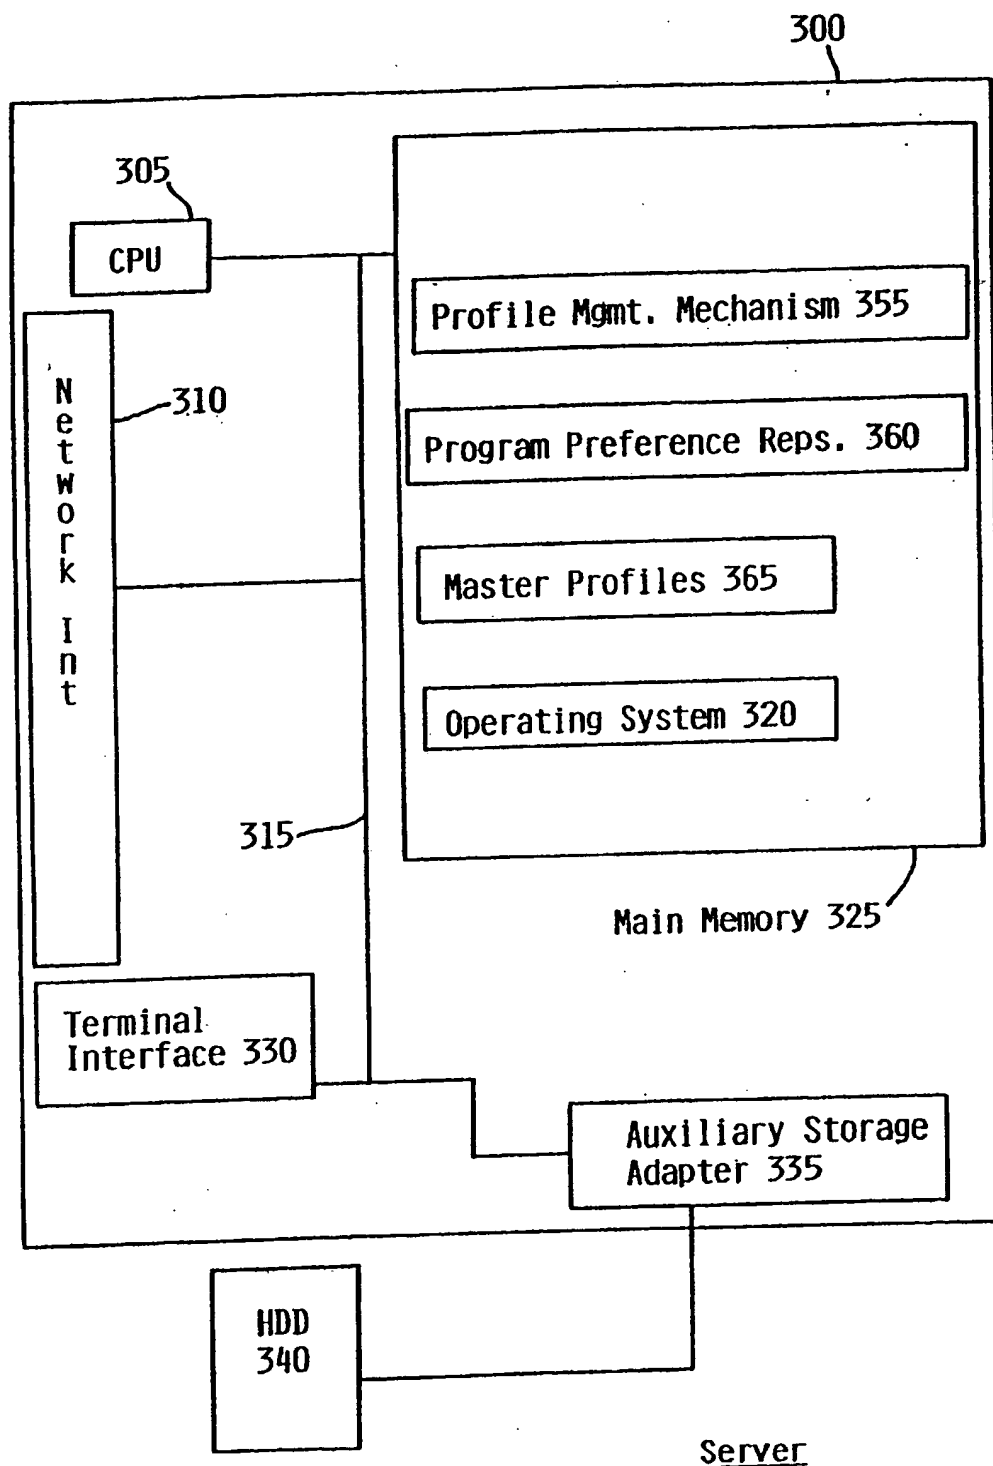 300
305
CPU
Profile Mgmt. Mechanism 355
Network Int
310
Program Preference Reps. 360
Master Profiles 365
Operating System 320
315
Main Memory 325
Terminal
Interface 330
Auxiliary Storage
Adapter 335
HDD
340
Server